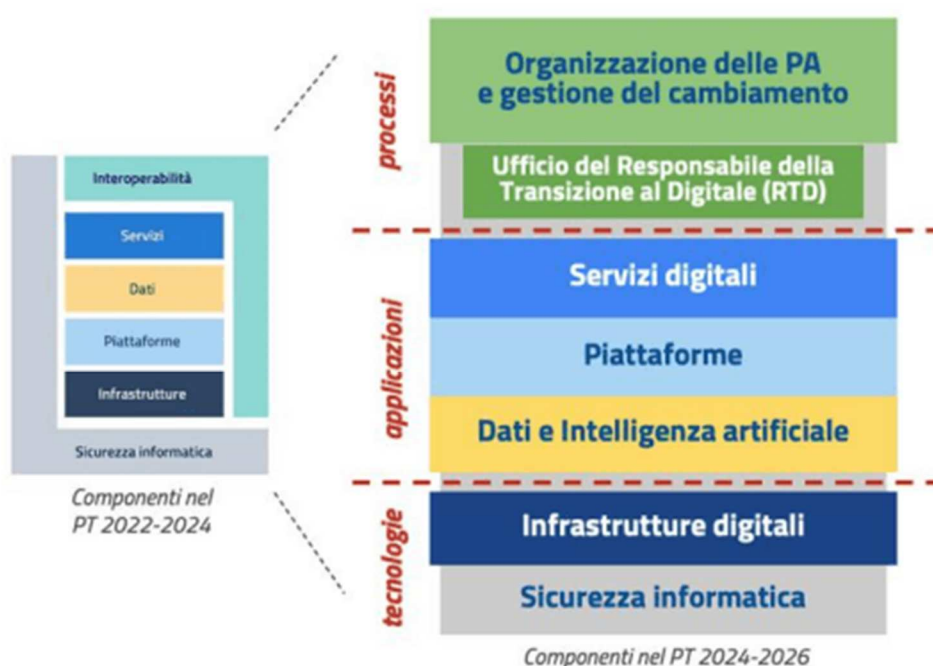 Interoperabilità
Servizi
Dati
Piattaforme
Infrastrutture
Sicurezza informatica
Componenti nel
PT 2022-2024
processi
Organizzazione delle PA
e gestione del cambiamento
Ufficio del Responsabile della
Transizione al Digitale (RTD)
applicazioni
Servizi digitali
Piattaforme
Dati e Intelligenza artificiale
tecnologie
Infrastrutture digitali
Sicurezza informatica
Componenti nel PT 2024-2026